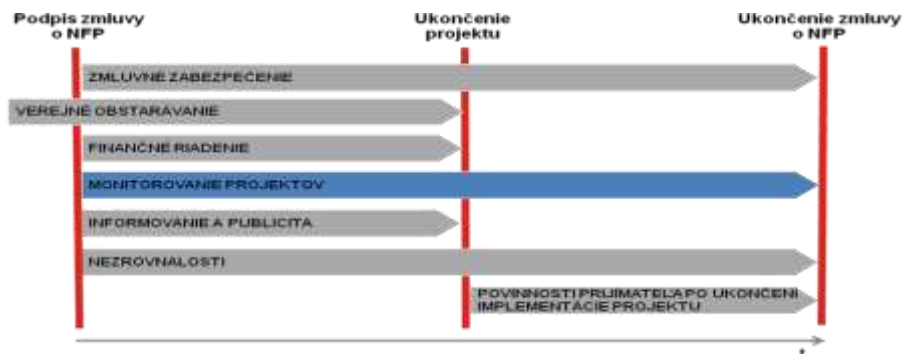 Podpis zmluvy
o NFP
Ukončenie
projektu
Ukončenie zmluvy
o NFP
ZMLUVNÉ ZABEZPEČENIE
VEREJNÉ OBSTARÁVANIE
FINANČNÉ RIADENIE
MONITOROVANIE PROJEKTOV
INFORMOVANIE A PUBLICITA
NEZROVNALOSTI
POVINNOSTI PRIJÍMATEĽA PO UKONČENÍ
IMPLEMENTÁCIE PROJEKTU
t